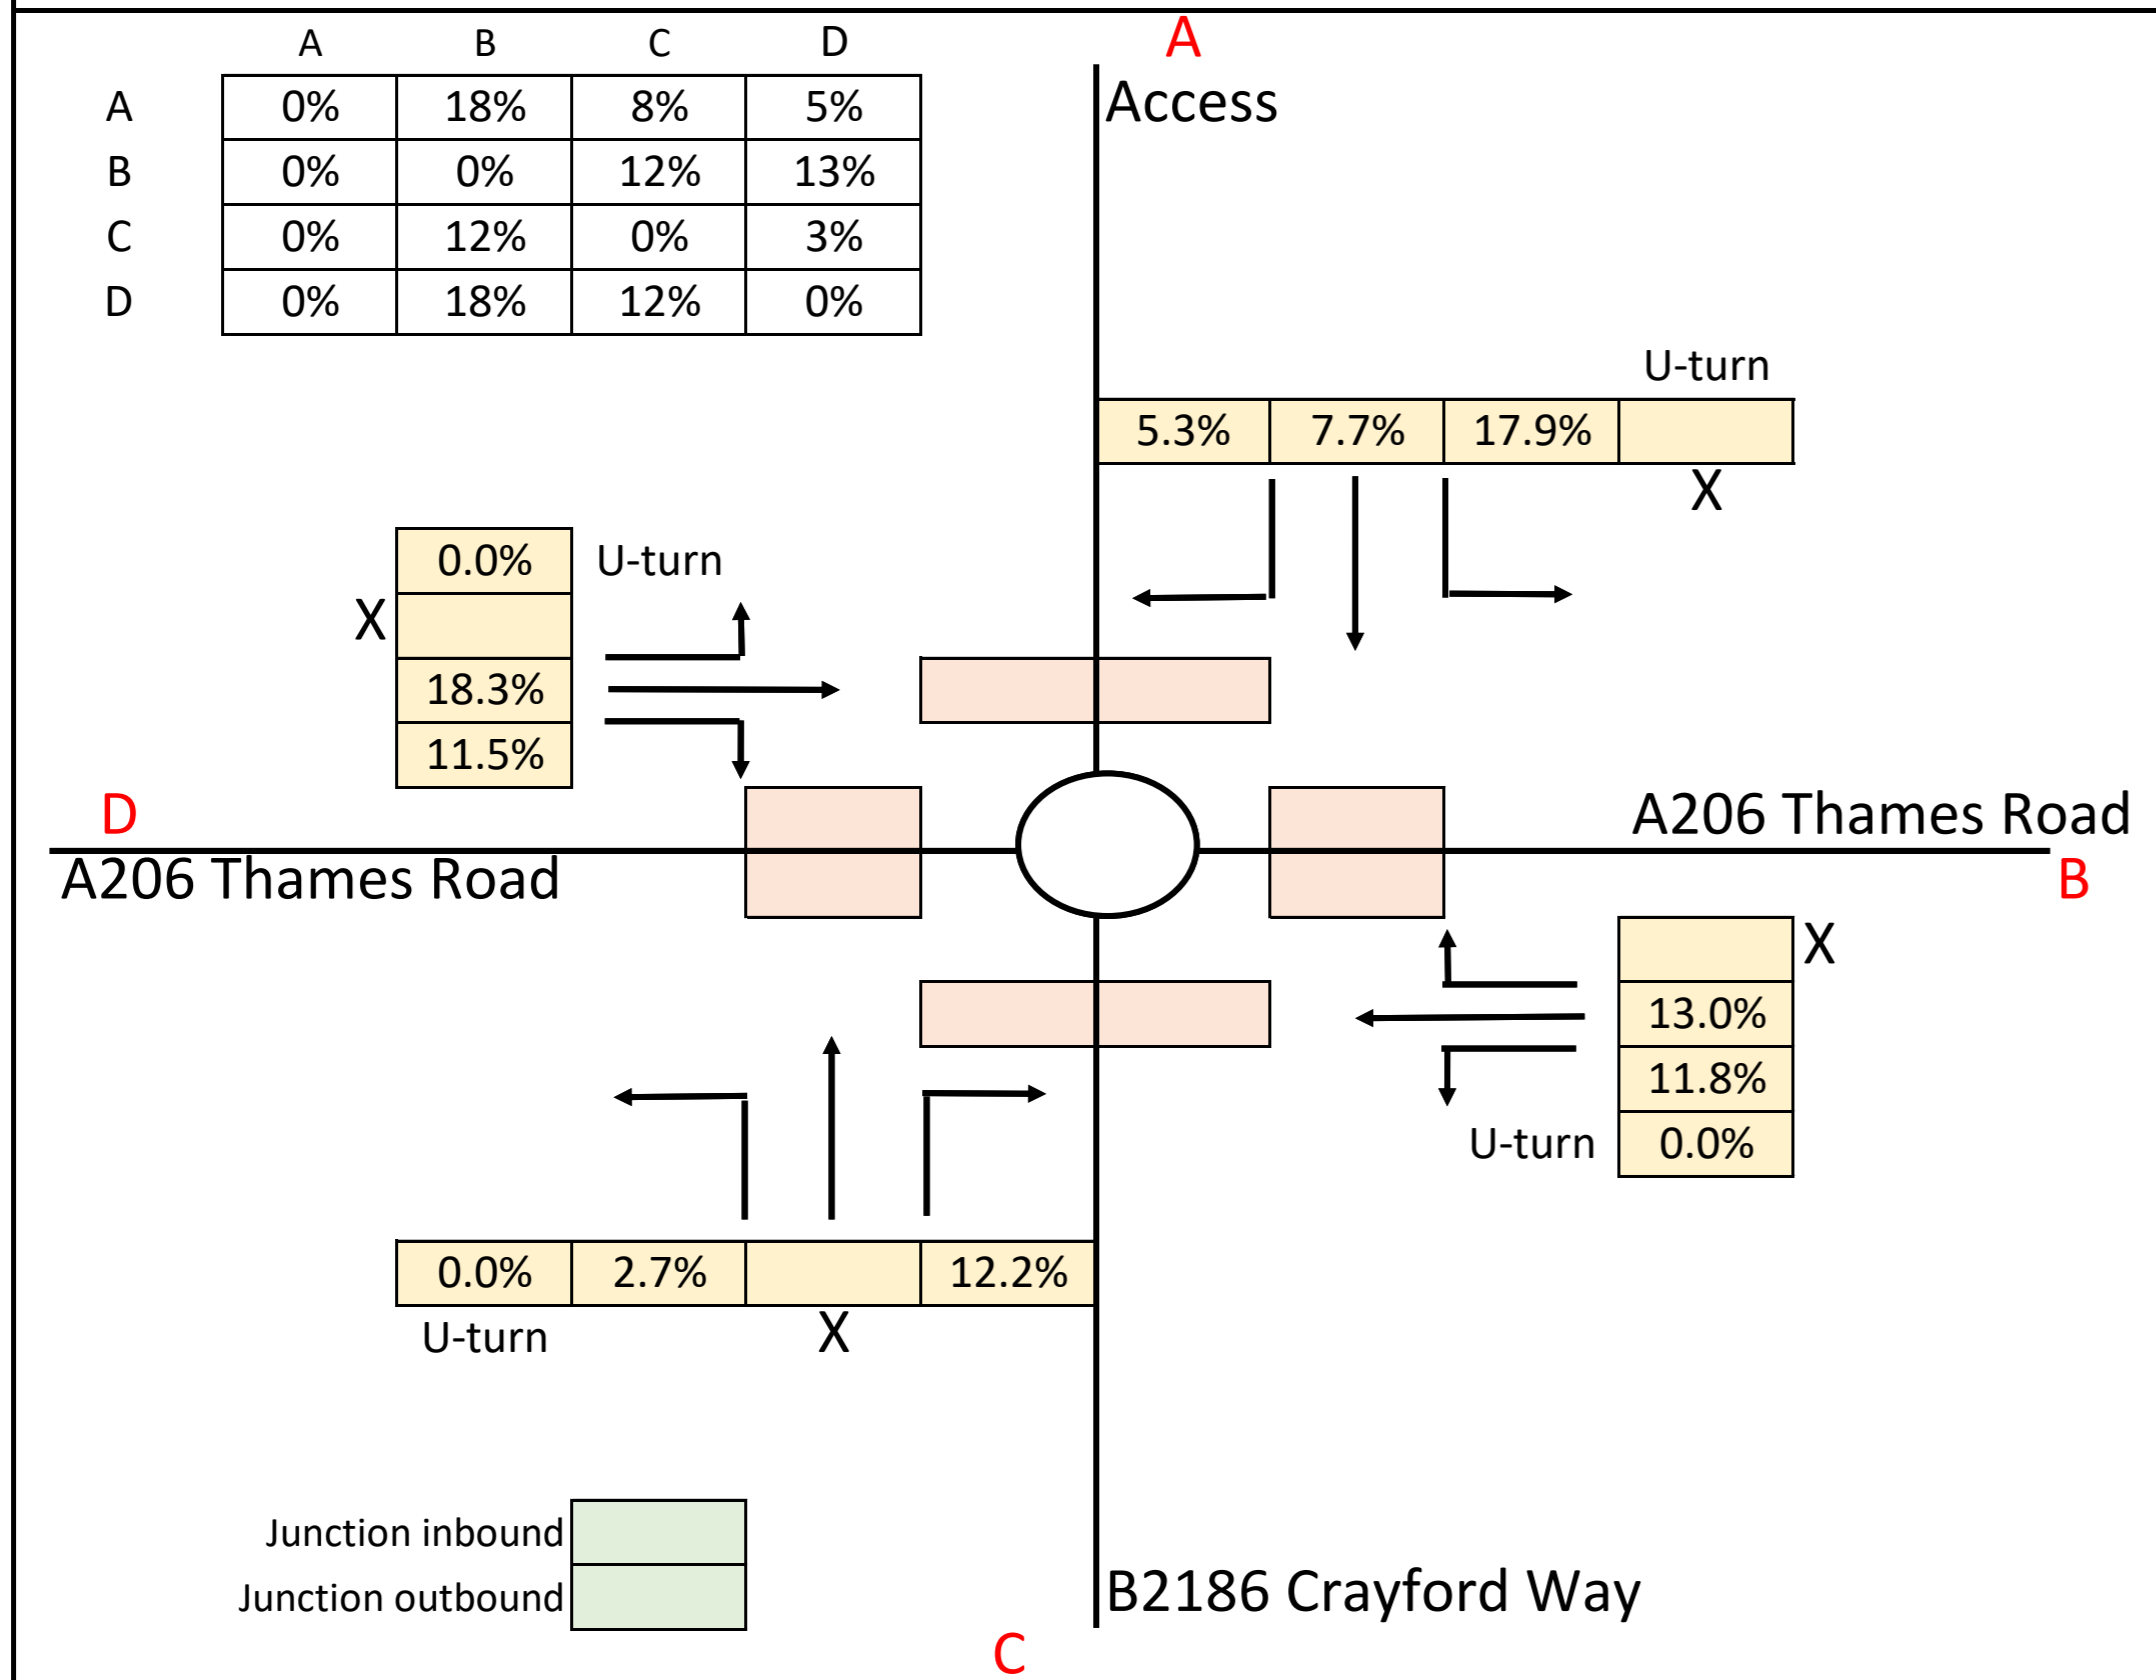 A B C D A
A 0% 18% 8% 5% Access
B 0% 0% 12% 13%
C 0% 12% 0% 3%
D 0% 18% 12% 0%
U-turn
5.3% 7.7% 17.9%
X
0.0% U-turn
X
18.3%
11.5%
D A206 Thames Road
A206 Thames Road B
X
13.0%
11.8%
U-turn 0.0%
0.0% 2.7% 12.2%
U-turn X
Junction inbound
Junction outbound B2186 Crayford Way
C